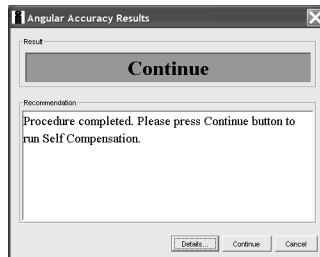 Angular Accuracy Results
Result
Continue
Recommendation
Procedure completed. Please press Continue button to
run Self Compensation.
Details... Continue Cancel